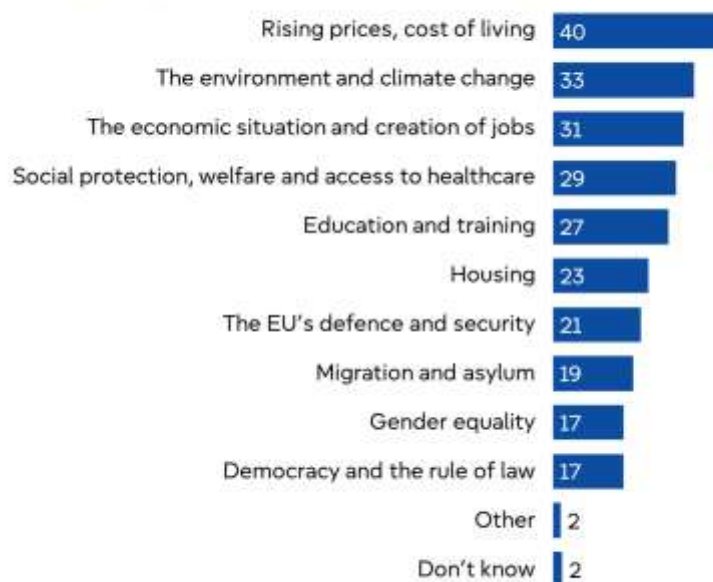 Rising prices, cost of living 40
The environment and climate change 33
The economic situation and creation of jobs 31
Social protection, welfare and access to healthcare 29
Education and training 27
Housing 23
The EU's defence and security 21
Migration and asylum 19
Gender equality 17
Democracy and the rule of law 17
Other 2
Don't know 2